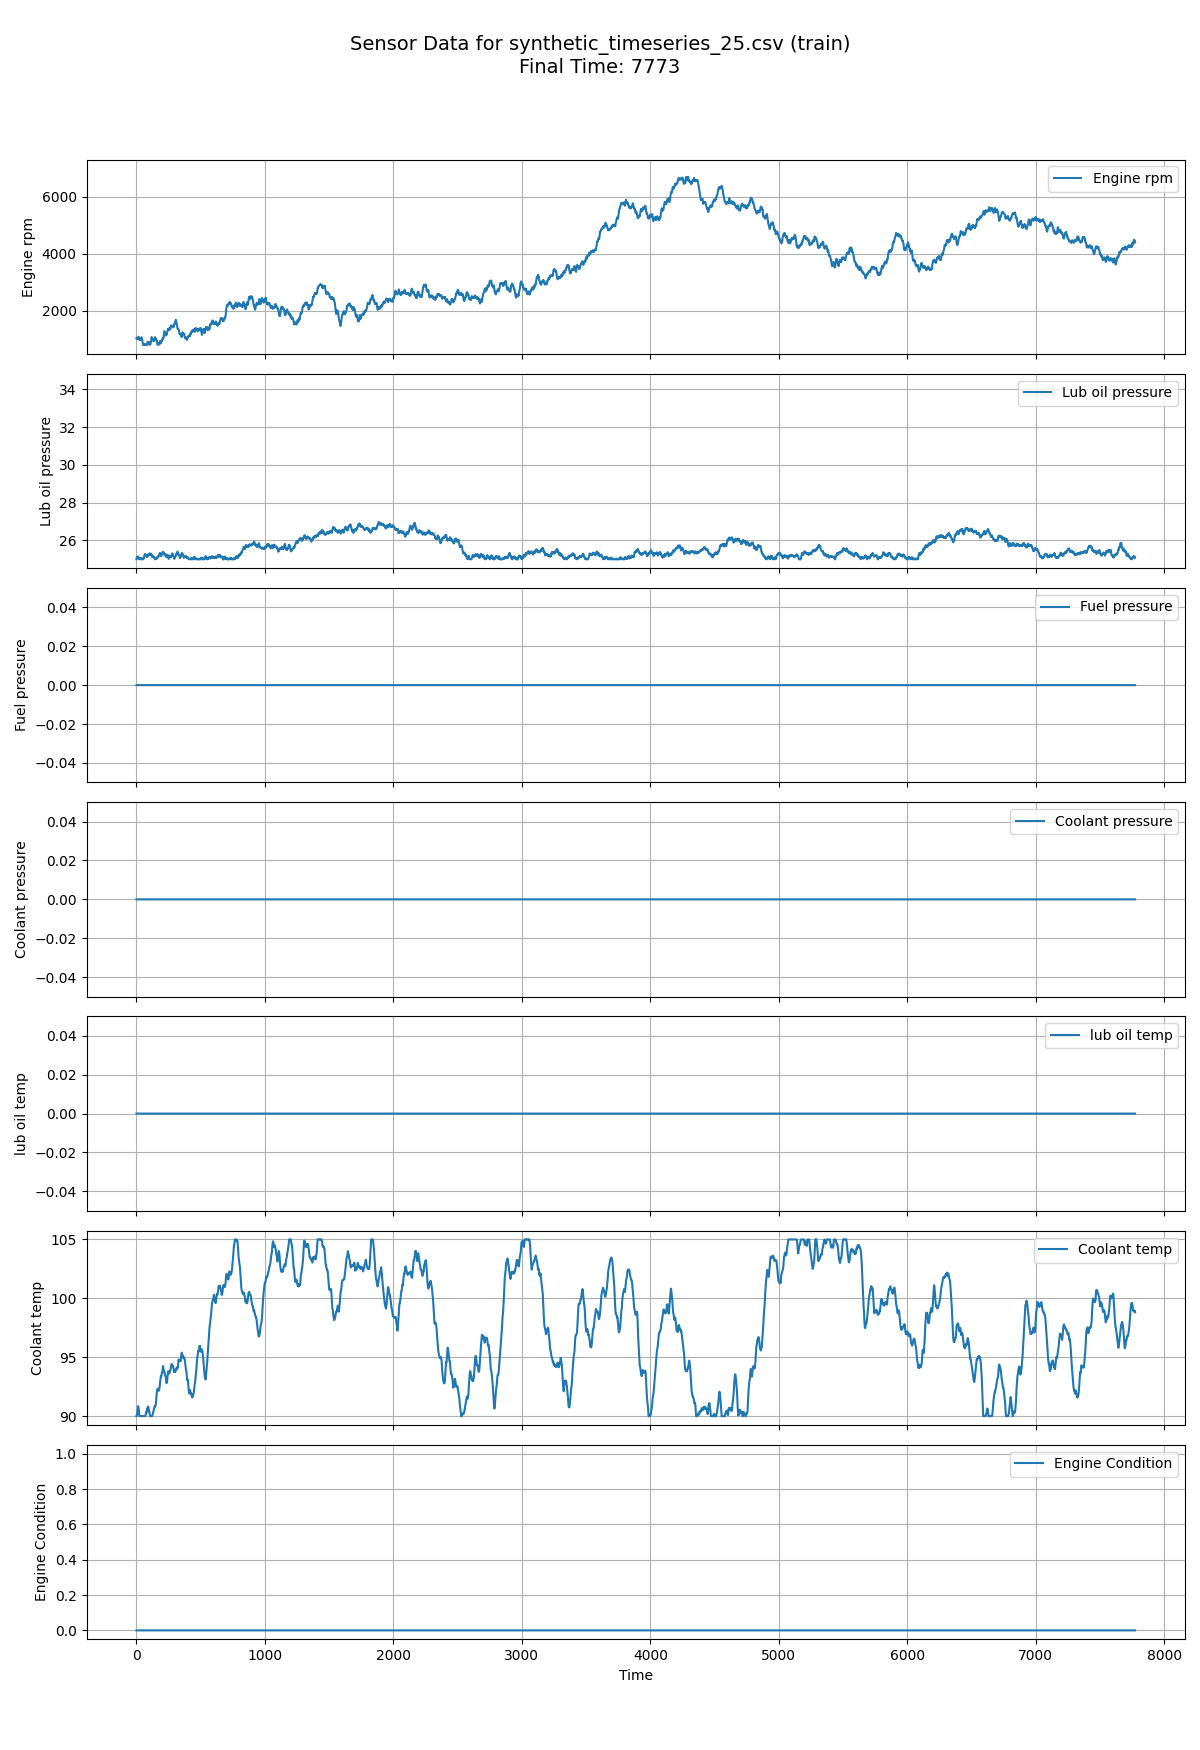 Sensor Data for synthetic_timeseries_25.csv (train)
Final Time: 7773
Engine rpm
6000
4000
2000
Engine rpm
Lub oil pressure
34
32
30
28
26
Lub oil pressure
Fuel pressure
0.04
0.02
0.00
−0.02
−0.04
Fuel pressure
Coolant pressure
0.04
0.02
0.00
−0.02
−0.04
Coolant pressure
lub oil temp
0.04
0.02
0.00
−0.02
−0.04
lub oil temp
Coolant temp
105
100
95
90
Coolant temp
Engine Condition
1.0
0.8
0.6
0.4
0.2
0.0
Engine Condition
0 1000 2000 3000 4000 5000 6000 7000 8000
Time